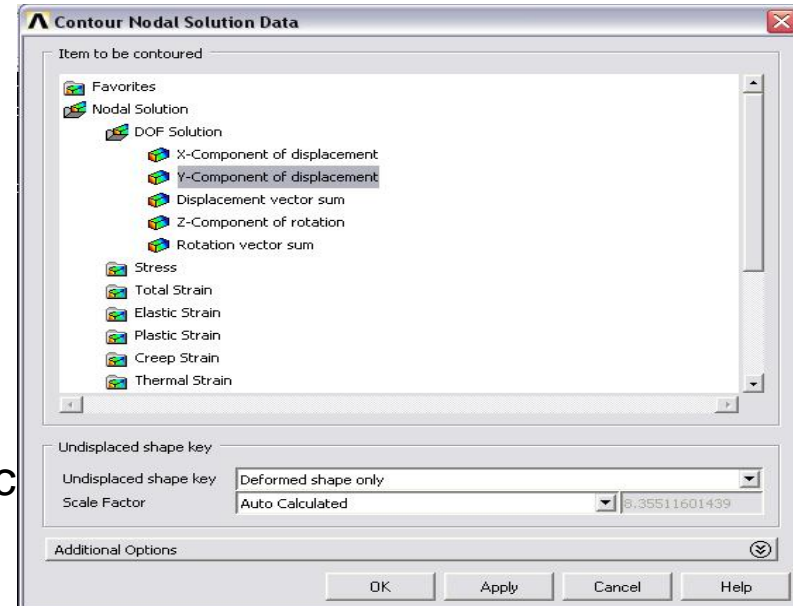 Contour Nodal Solution Data
Item to be contoured
Favorites
Nodal Solution
DOF Solution
X-Component of displacement
Y-Component of displacement
Displacement vector sum
Z-Component of rotation
Rotation vector sum
Stress
Total Strain
Elastic Strain
Plastic Strain
Creep Strain
Thermal Strain
Undisplaced shape key
Undisplaced shape key Deformed shape only
c
Scale Factor Auto Calculated 8.35511601439
Additional Options
OK Apply Cancel Help